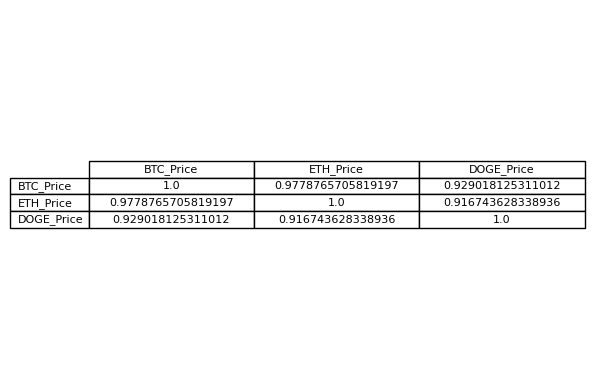 BTC_Price ETH_Price DOGE_Price
BTC_Price 1.0 0.9778765705819197 0.929018125311012
ETH_Price 0.9778765705819197 1.0 0.916743628338936
DOGE_Price 0.929018125311012 0.916743628338936 1.0